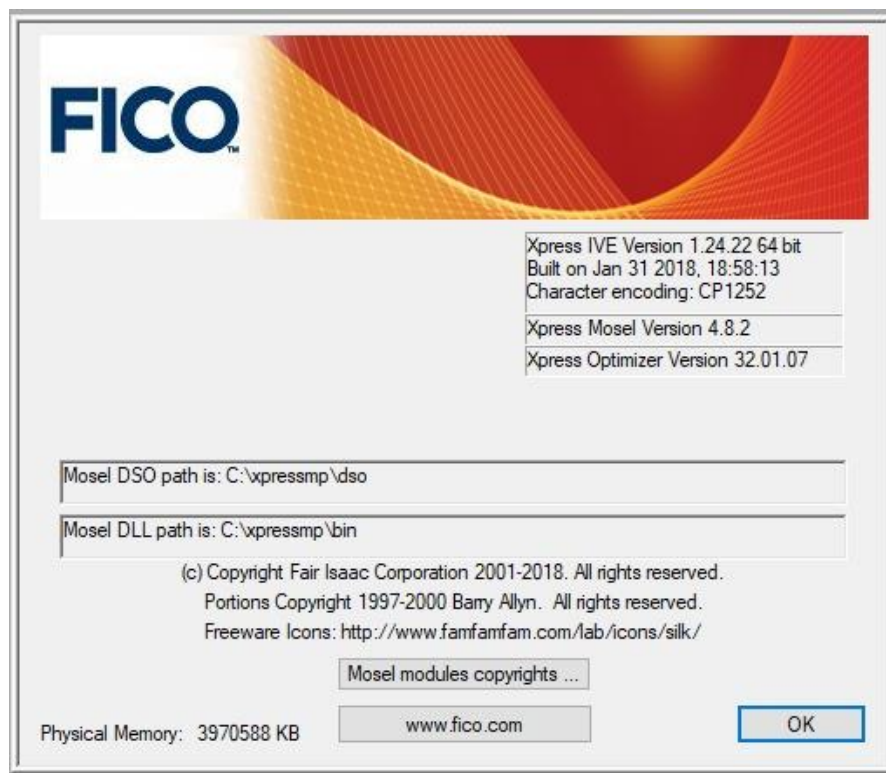 FICO™
Xpress IVE Version 1.24.22 64 bit
Built on Jan 31 2018, 18:58:13
Character encoding: CP1252
Xpress Mosel Version 4.8.2
Xpress Optimizer Version 32.01.07
Mosel DSO path is: C:\xpressmp\dso
Mosel DLL path is: C:\xpressmp\bin
(c) Copyright Fair Isaac Corporation 2001-2018. All rights reserved.
Portions Copyright 1997-2000 Barry Allyn. All rights reserved.
Freeware Icons: http://www.famfamfam.com/lab/icons/silk/
Mosel modules copyrights ...
Physical Memory: 3970588 KB
www.fico.com
OK